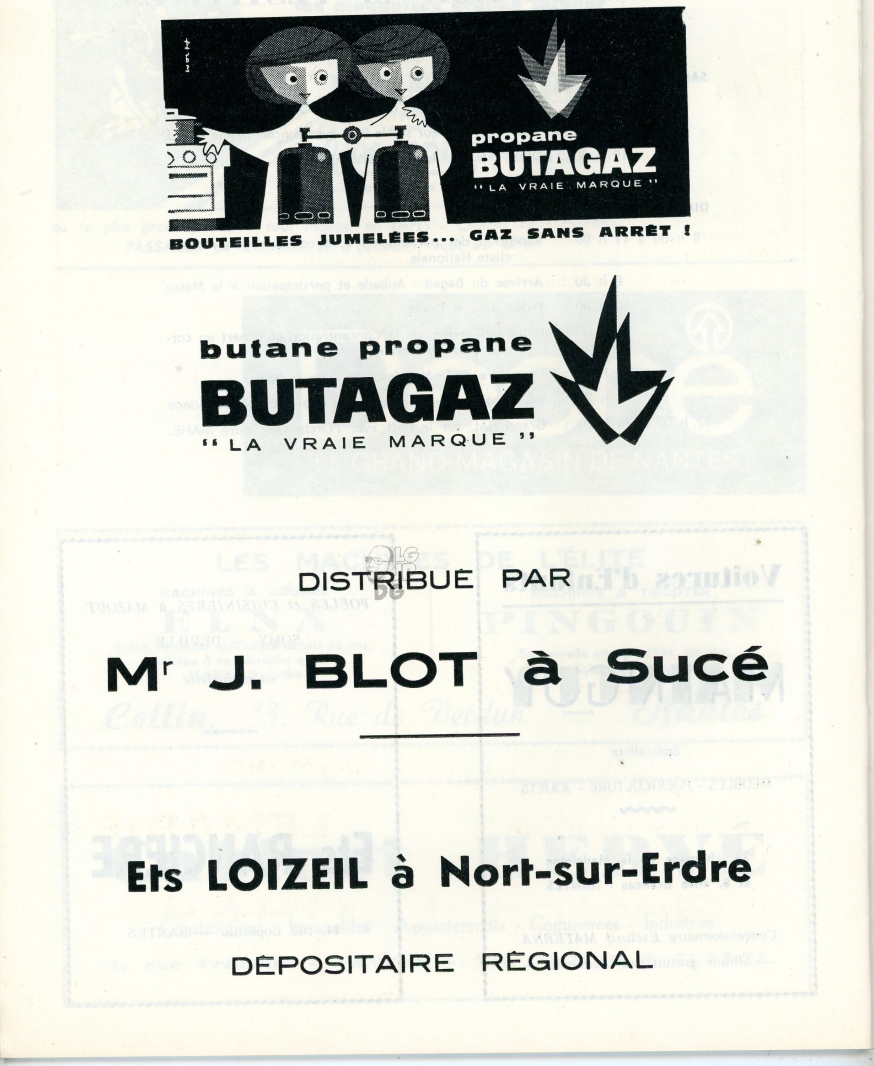 propane
BUTAGAZ
"LA VRAIE MARQUE"
BOUTEILLES JUMELÉES... GAZ SANS ARRÊT !
butane propane
BUTAGAZ
"LA VRAIE MARQUE"
DISTRIBUÉ PAR
Mr J. BLOT à Sucé
Ets LOIZEIL à Nort-sur-Erdre
DÉPOSITAIRE RÉGIONAL